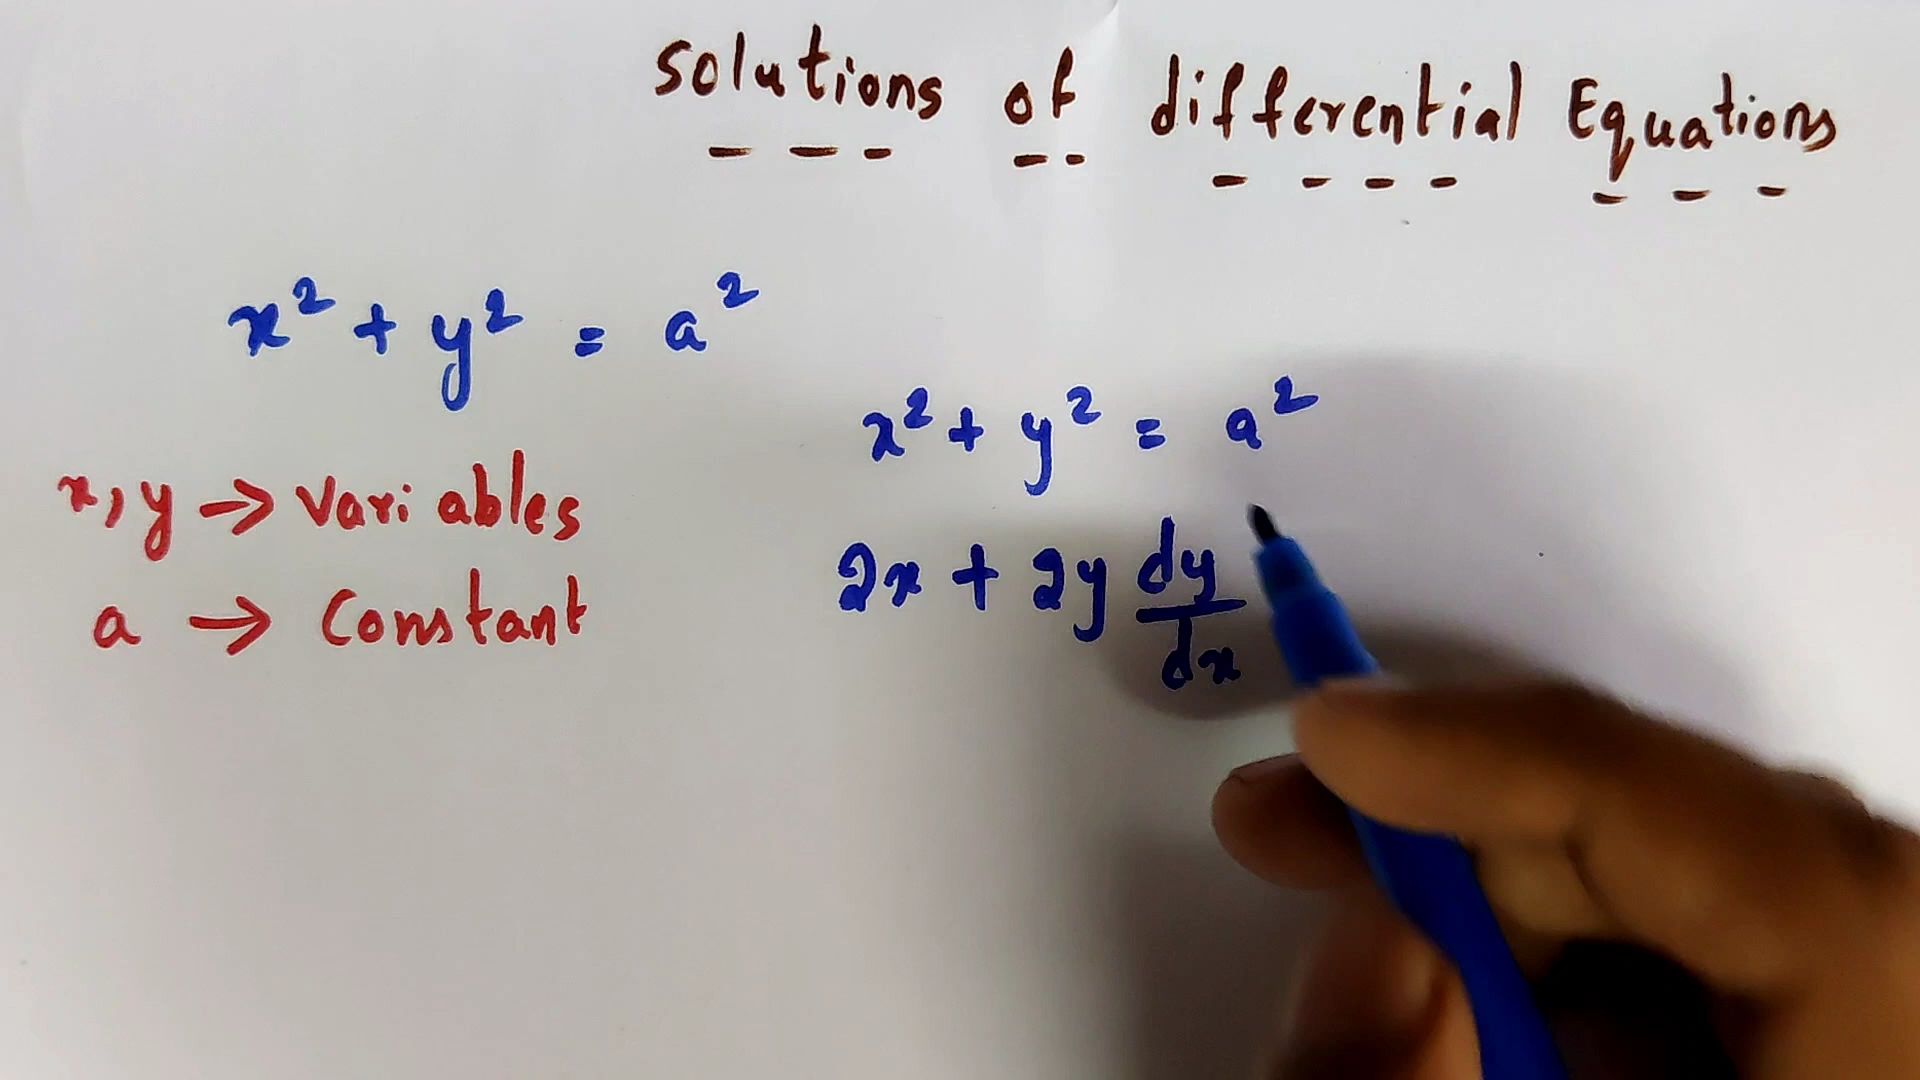 solutions of differential Equations
x² + y² = a²
x, y → Variables
a → Constant
x² + y² = a²
2x + 2y dy/dx